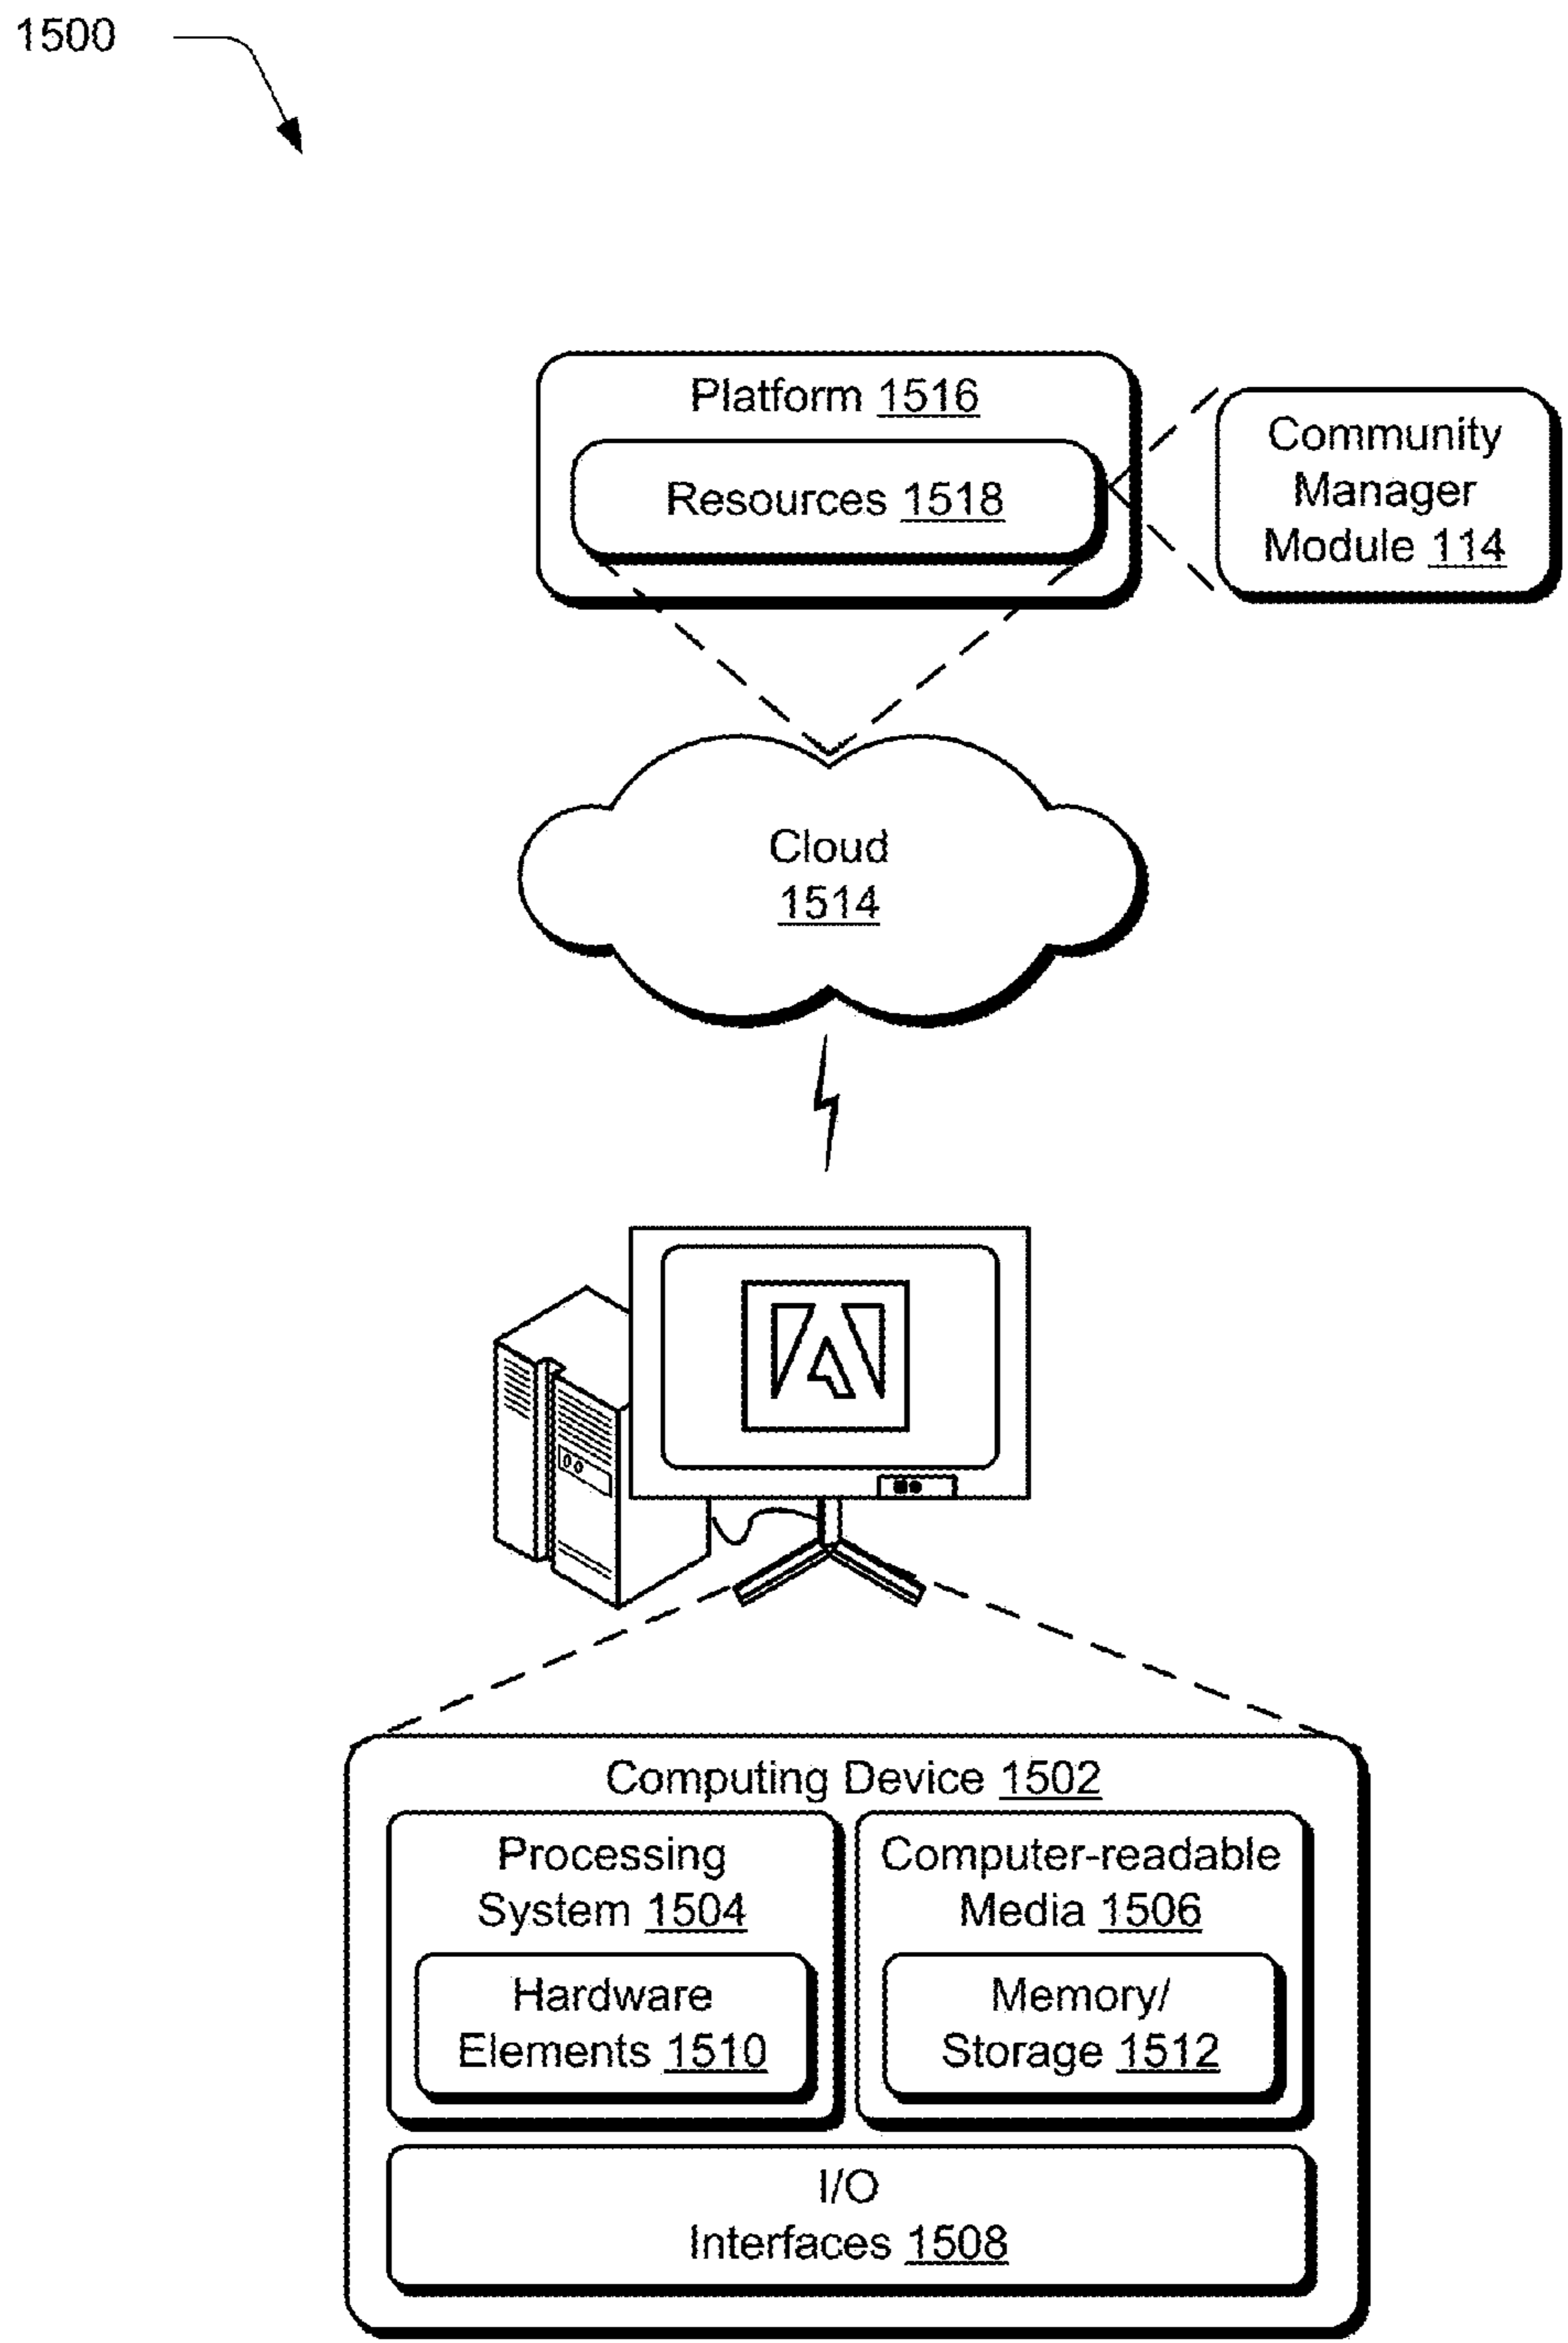 1500
Platform 1516
Resources 1518
Community
Manager
Module 114
Cloud
1514
Computing Device 1502
Processing
System 1504
Hardware
Elements 1510
Computer-readable
Media 1506
Memory/
Storage 1512
I/O
Interfaces 1508